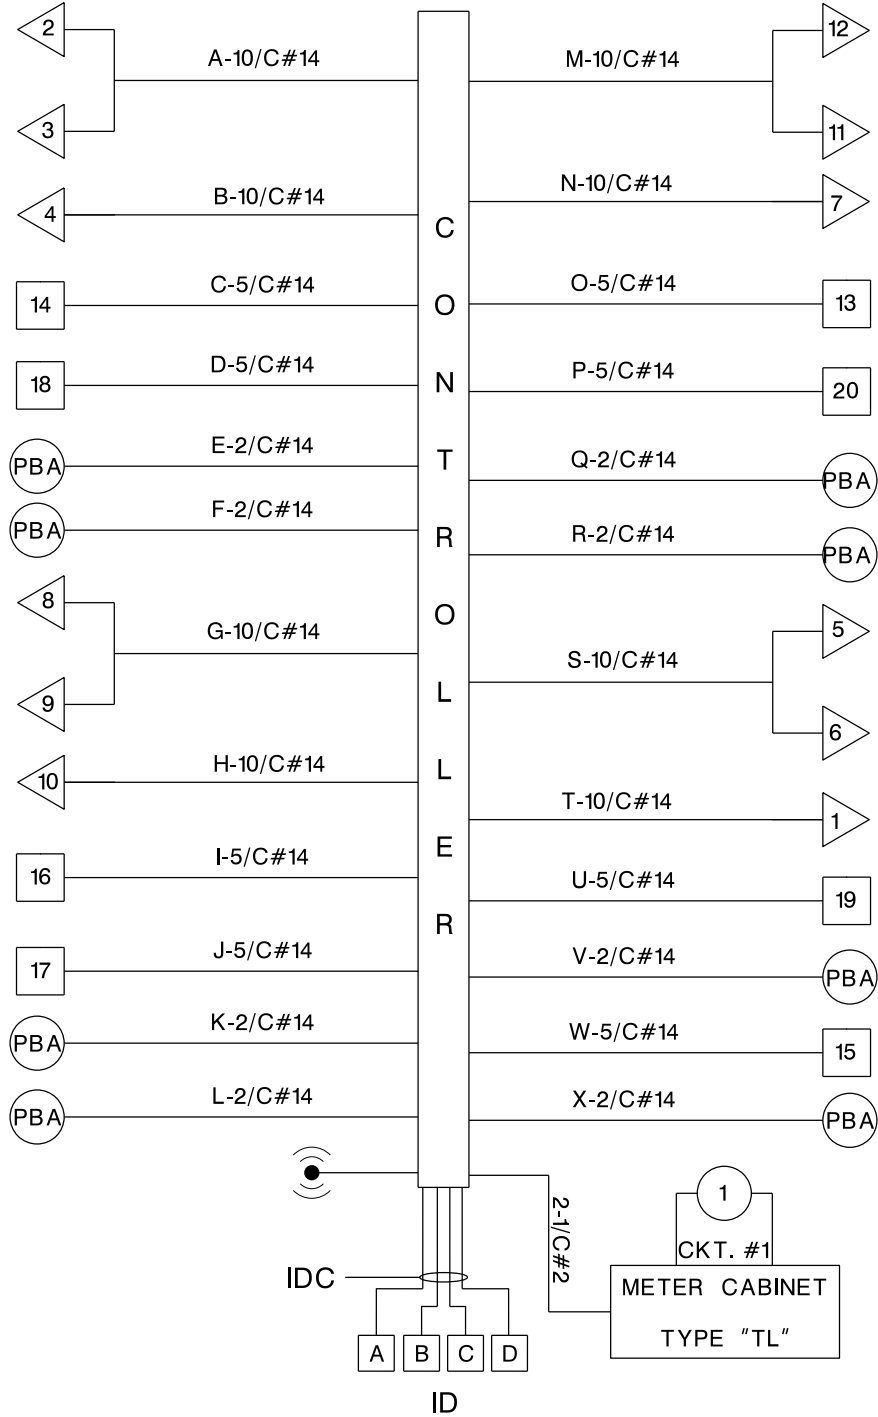 2
A-10/C#14
3
B-10/C#14
4
C-5/C#14
14
D-5/C#14
18
E-2/C#14
PBA
F-2/C#14
PBA
8
G-10/C#14
9
H-10/C#14
10
I-5/C#14
16
J-5/C#14
17
K-2/C#14
PBA
L-2/C#14
PBA
CONTROLLER
12
M-10/C#14
11
N-10/C#14
7
O-5/C#14
13
P-5/C#14
20
Q-2/C#14
PBA
R-2/C#14
PBA
5
S-10/C#14
6
T-10/C#14
1
U-5/C#14
19
V-2/C#14
PBA
W-5/C#14
15
X-2/C#14
PBA
2-1/C#2
1
CKT. #1
METER CABINET
TYPE "TL"
IDC
A B C D
ID